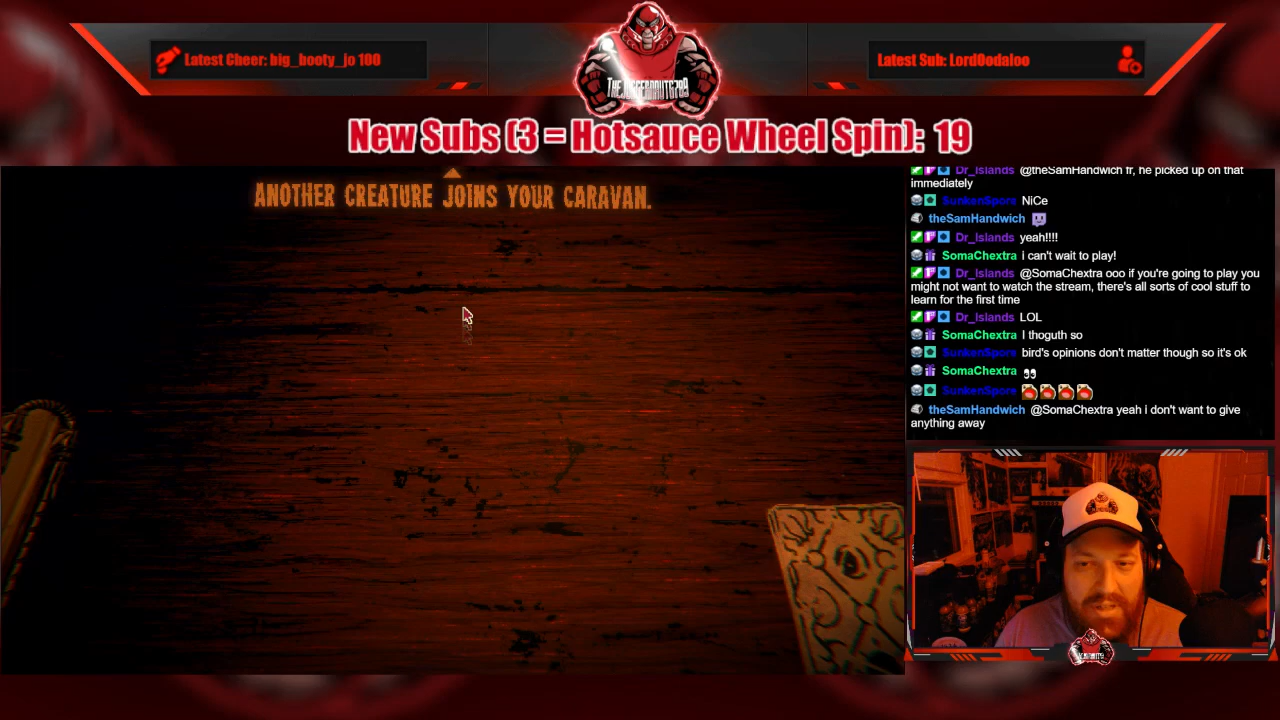 Latest Cheer: big_booty_jo 100
THEJUGGERNAUT6789
Latest Sub: LordOodaloo
New Subs (3 = Hotsauce Wheel Spin): 19
ANOTHER CREATURE JOINS YOUR CARAVAN.
Dr_Islands @theSamHandwich fr, he picked up on that
immediately
SunkenSpore NiCe
theSamHandwich
Dr_Islands yeah!!!!
SomaChextra i can't wait to play!
Dr_Islands @SomaChextra ooo if you're going to play you
might not want to watch the stream, there's all sorts of cool stuff to
learn for the first time
Dr_Islands LOL
SomaChextra I thoguth so
SunkenSpore bird's opinions don't matter though so it's ok
SomaChextra
SunkenSpore
theSamHandwich @SomaChextra yeah i don't want to give
anything away